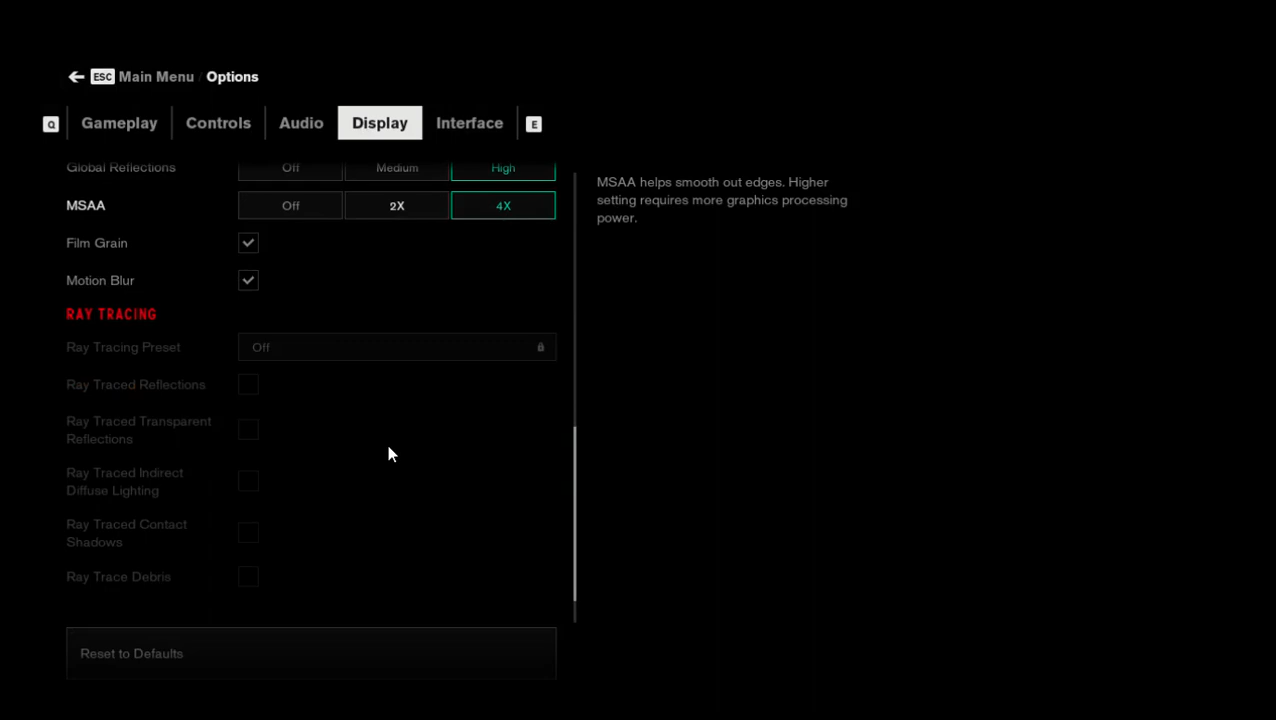 ESC Main Menu / Options
Q Gameplay Controls Audio Display Interface E
Global Reflections Off Medium High
MSAA Off 2X 4X
Film Grain
Motion Blur
RAY TRACING
Ray Tracing Preset Off
Ray Traced Reflections
Ray Traced Transparent
Reflections
Ray Traced Indirect
Diffuse Lighting
Ray Traced Contact
Shadows
Ray Trace Debris
Reset to Defaults
MSAA helps smooth out edges. Higher
setting requires more graphics processing
power.